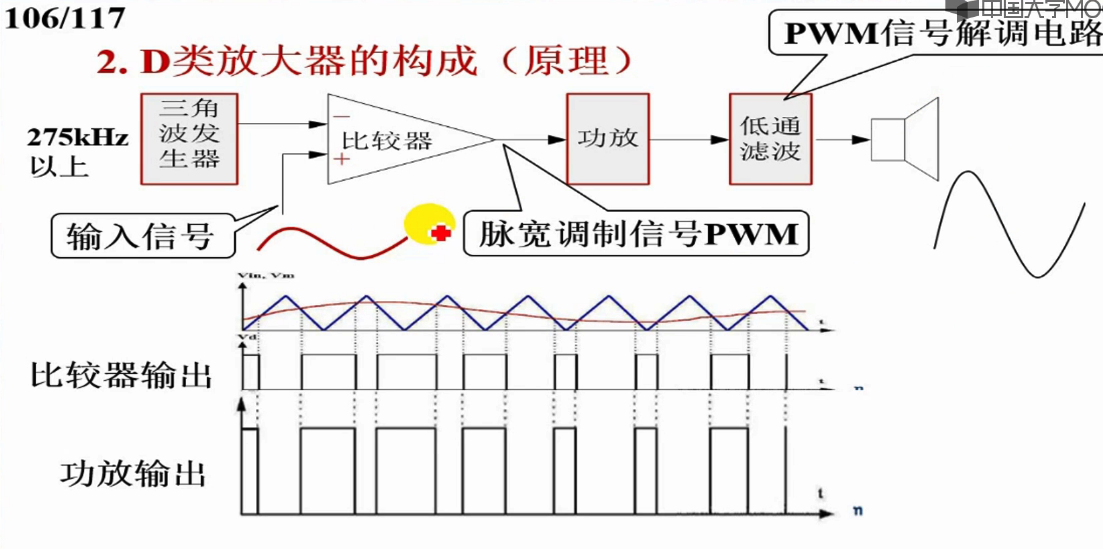 106/117
中国大学MO
PWM信号解调电路
2. D类放大器的构成（原理）
275kHz
以上
三角
波发
生器
−
+
比较器
功放
低通
滤波
输入信号
脉宽调制信号PWM
Vin, Vm
t
Vd
比较器输出
t
n
功放输出
t
n